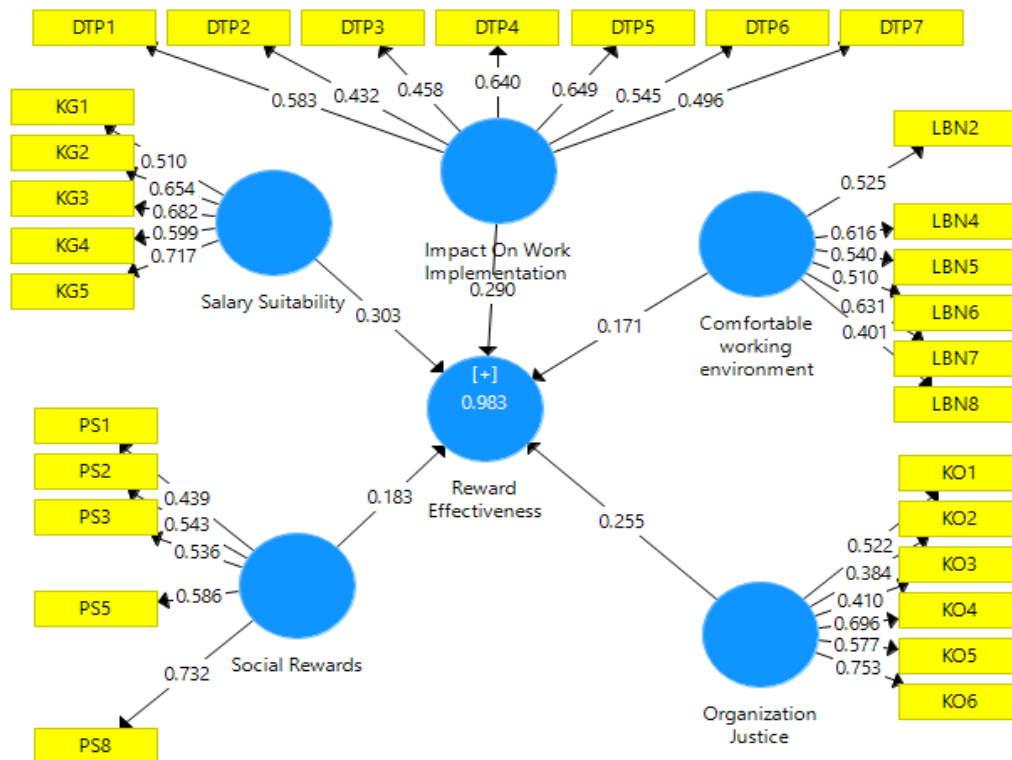 DTP1 DTP2 DTP3 DTP4 DTP5 DTP6 DTP7
0.583 0.432 0.458 0.640 0.649 0.545 0.496
KG1
KG2
KG3
KG4
KG5
0.510
0.654
0.682
0.599
0.717
Salary Suitability
Impact On Work
Implementation
LBN2
LBN4
LBN5
LBN6
LBN7
LBN8
0.525
0.616
0.540
0.510
0.631
0.401
Comfortable
working
environment
0.303
0.290
0.171
[+]
0.983
Reward
Effectiveness
0.183
0.255
PS1
PS2
PS3
PS5
PS8
0.439
0.543
0.536
0.586
0.732
Social Rewards
KO1
KO2
KO3
KO4
KO5
KO6
0.522
0.384
0.410
0.696
0.577
0.753
Organization
Justice